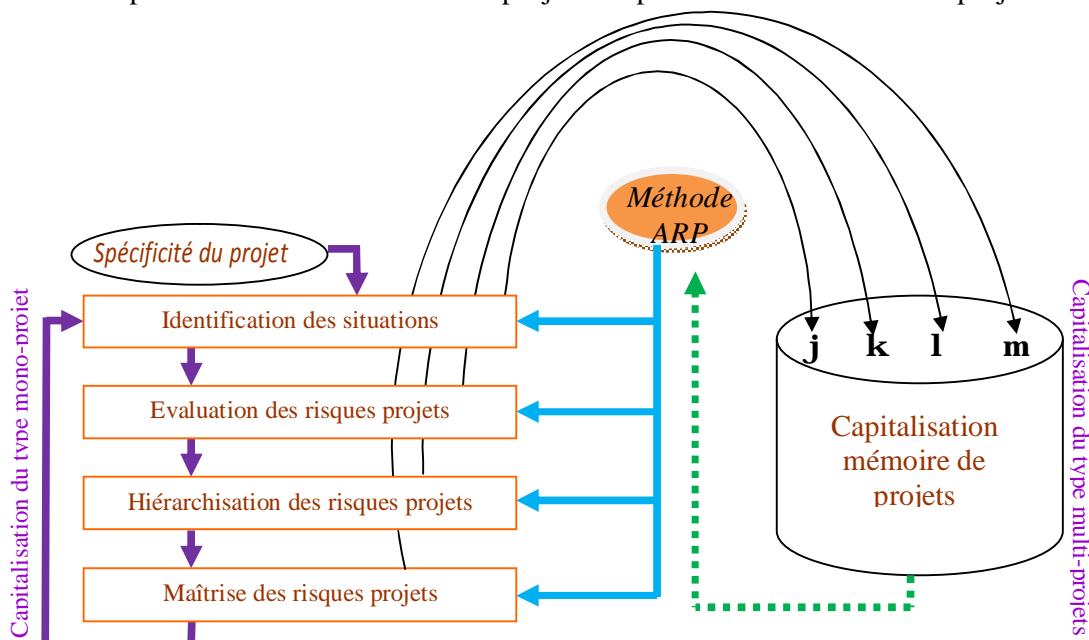 Méthode
ARP
Spécificité du projet
Identification des situations
Evaluation des risques projets
Hiérarchisation des risques projets
Maîtrise des risques projets
j k l m
Capitalisation
mémoire de
projets
Capitalisation du type mono-projet
Capitalisation du type multi-projets